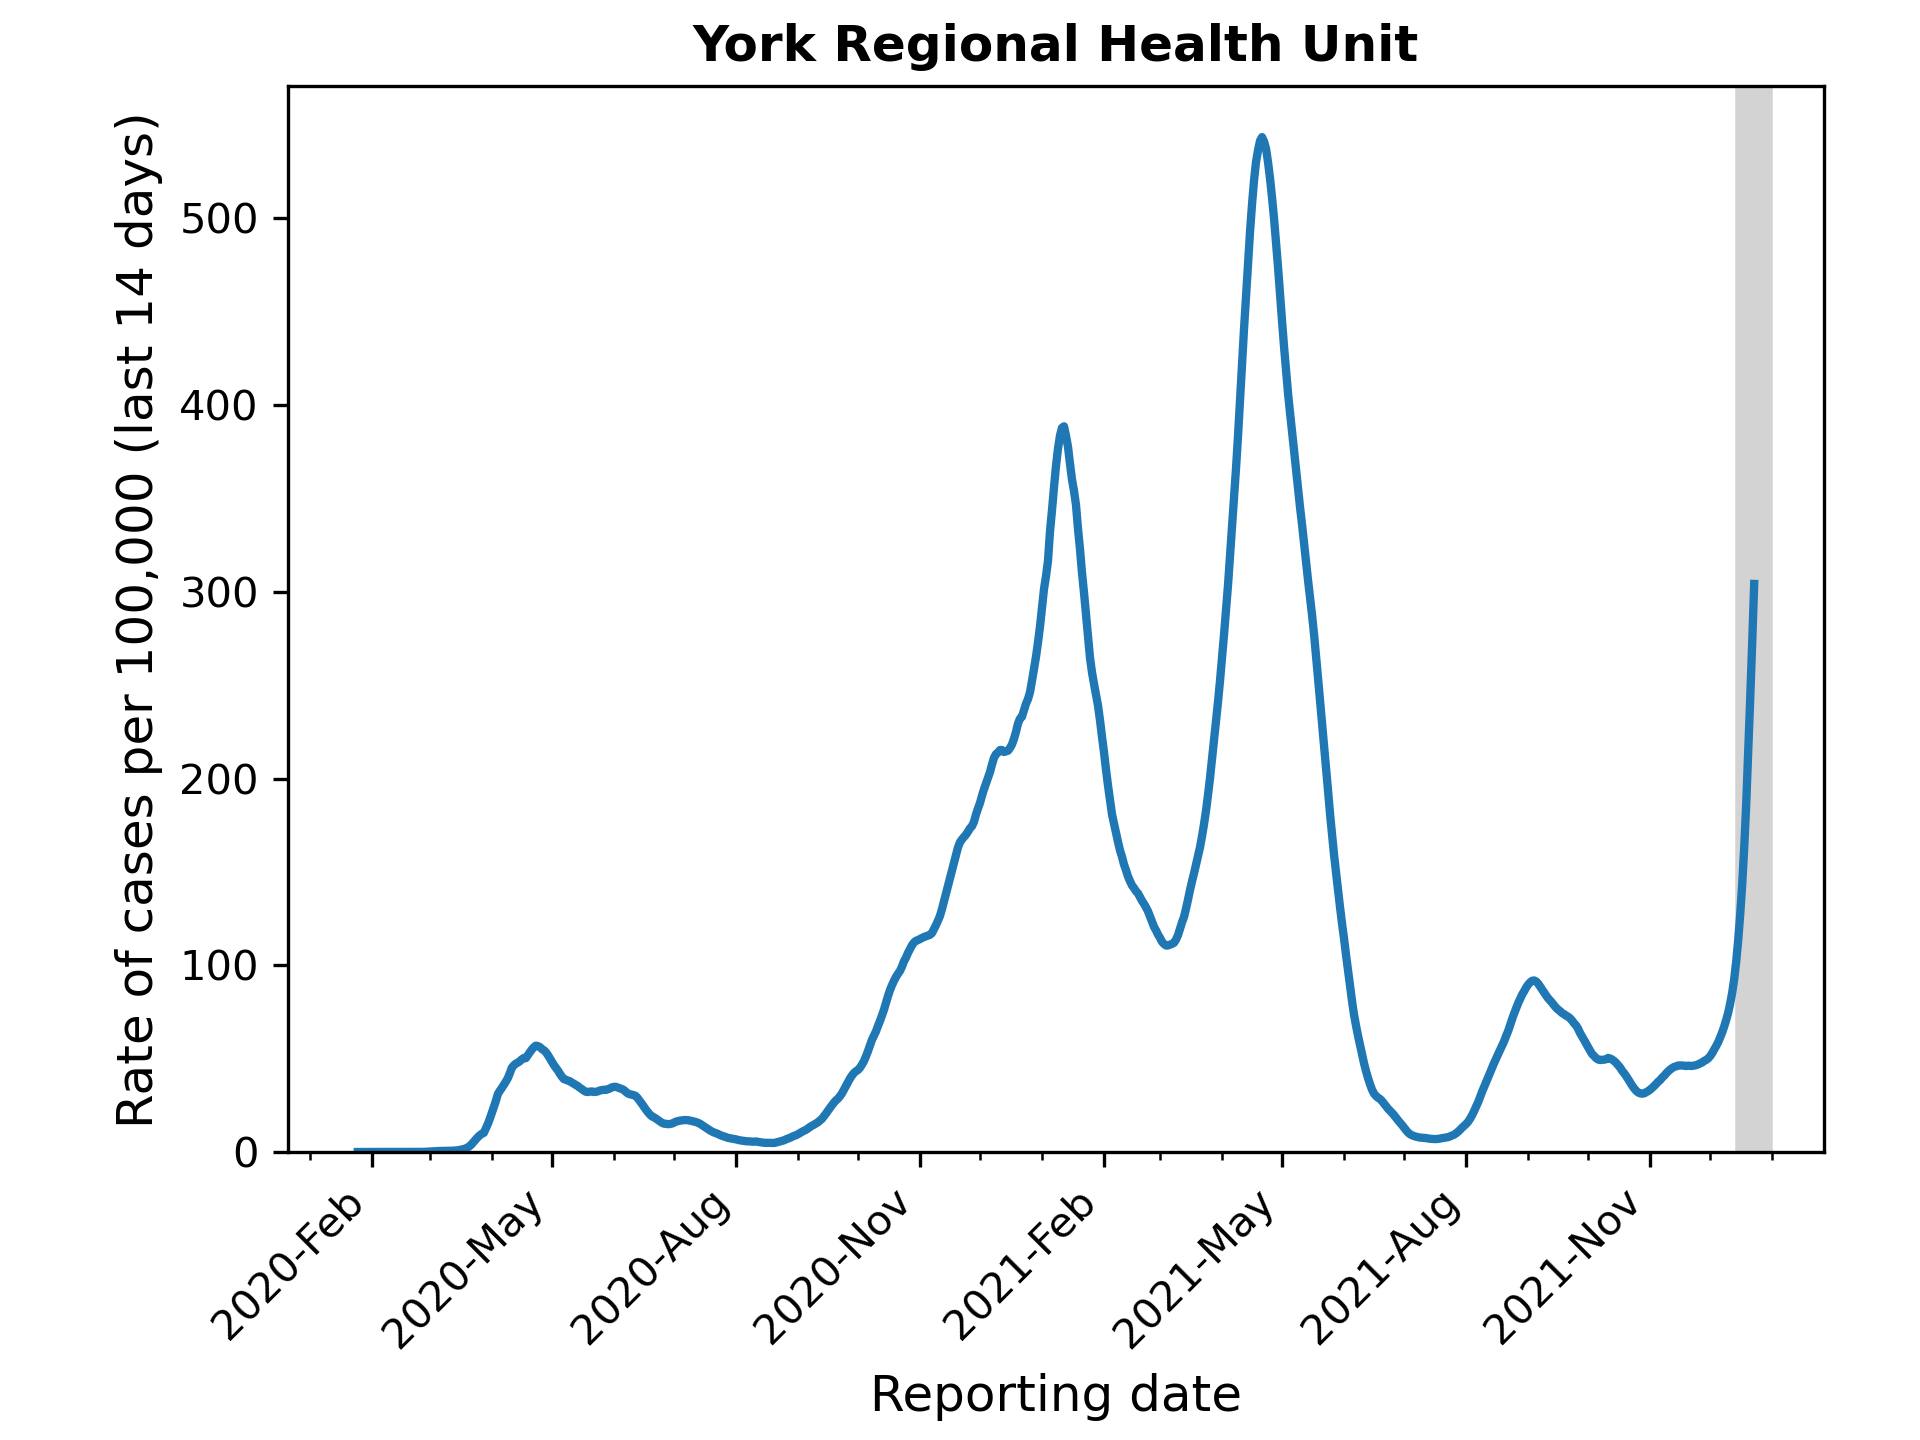 York Regional Health Unit
Rate of cases per 100,000 (last 14 days)
500
400
300
200
100
0
2020-Feb
2020-May
2020-Aug
2020-Nov
2021-Feb
2021-May
2021-Aug
2021-Nov
Reporting date